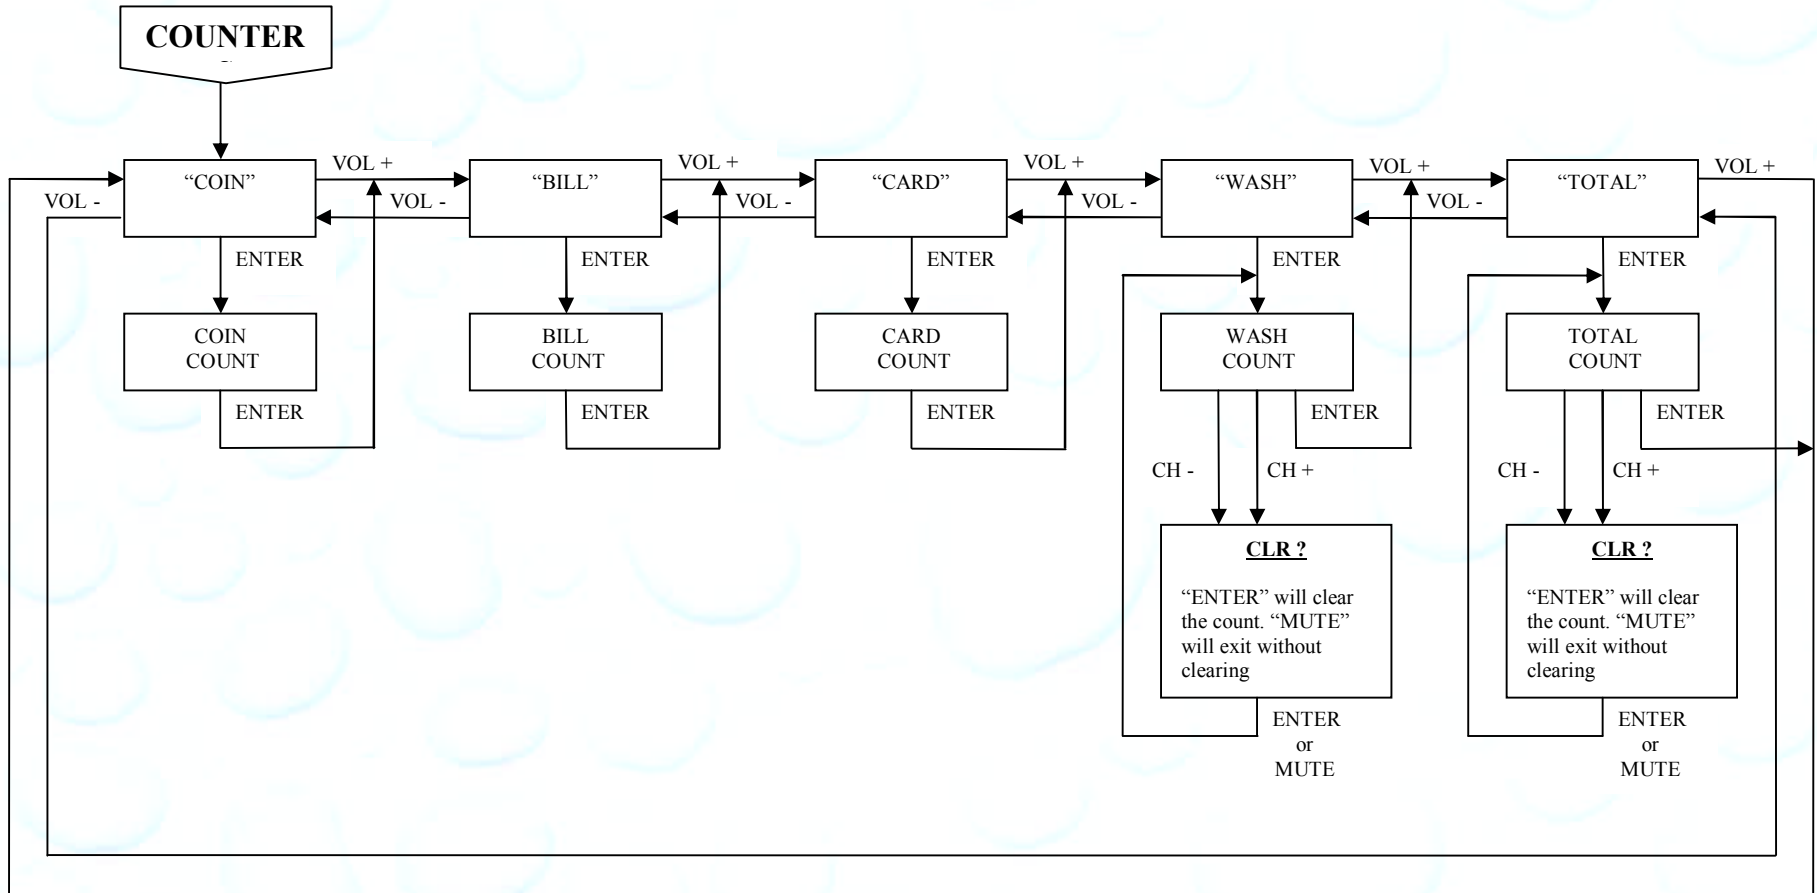 COUNTER
VOL +
VOL +
VOL +
VOL +
VOL +
“COIN”
“BILL”
“CARD”
“WASH”
“TOTAL”
VOL -
VOL -
VOL -
VOL -
VOL -
ENTER
ENTER
ENTER
ENTER
ENTER
COIN
COUNT
BILL
COUNT
CARD
COUNT
WASH
COUNT
TOTAL
COUNT
ENTER
ENTER
ENTER
ENTER
ENTER
CH -
CH +
CH -
CH +
CLR ?
“ENTER” will clear
the count. “MUTE”
will exit without
clearing
CLR ?
“ENTER” will clear
the count. “MUTE”
will exit without
clearing
ENTER
or
MUTE
ENTER
or
MUTE